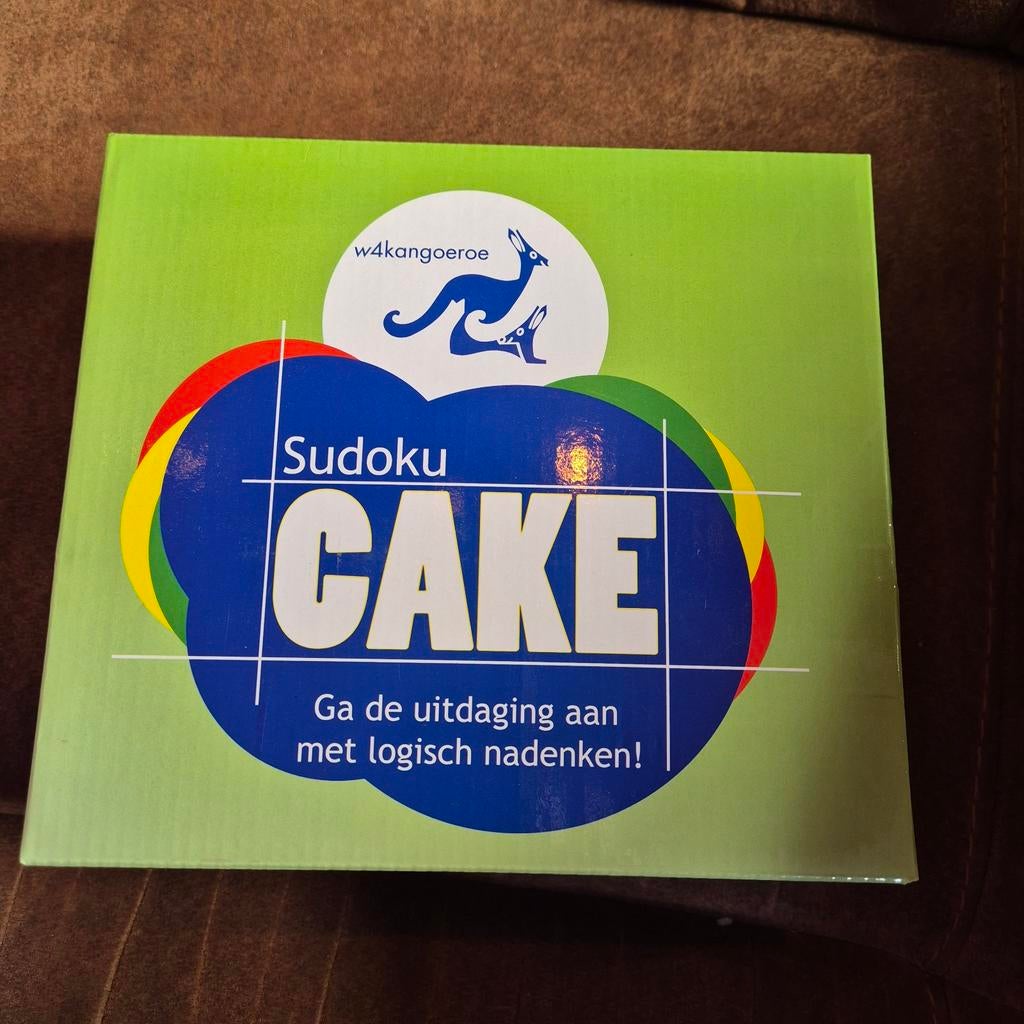 w4kangoeroe
Sudoku
CAKE
Ga de uitdaging aan
met logisch nadenken!